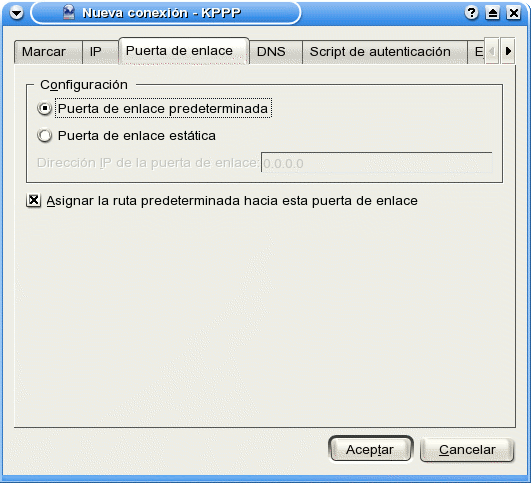 Nueva conexión - KPPP
Marcar IP Puerta de enlace DNS Script de autenticación E
Configuración
Puerta de enlace predeterminada
Puerta de enlace estática
Dirección IP de la puerta de enlace: 0.0.0.0
Asignar la ruta predeterminada hacia esta puerta de enlace
Aceptar Cancelar